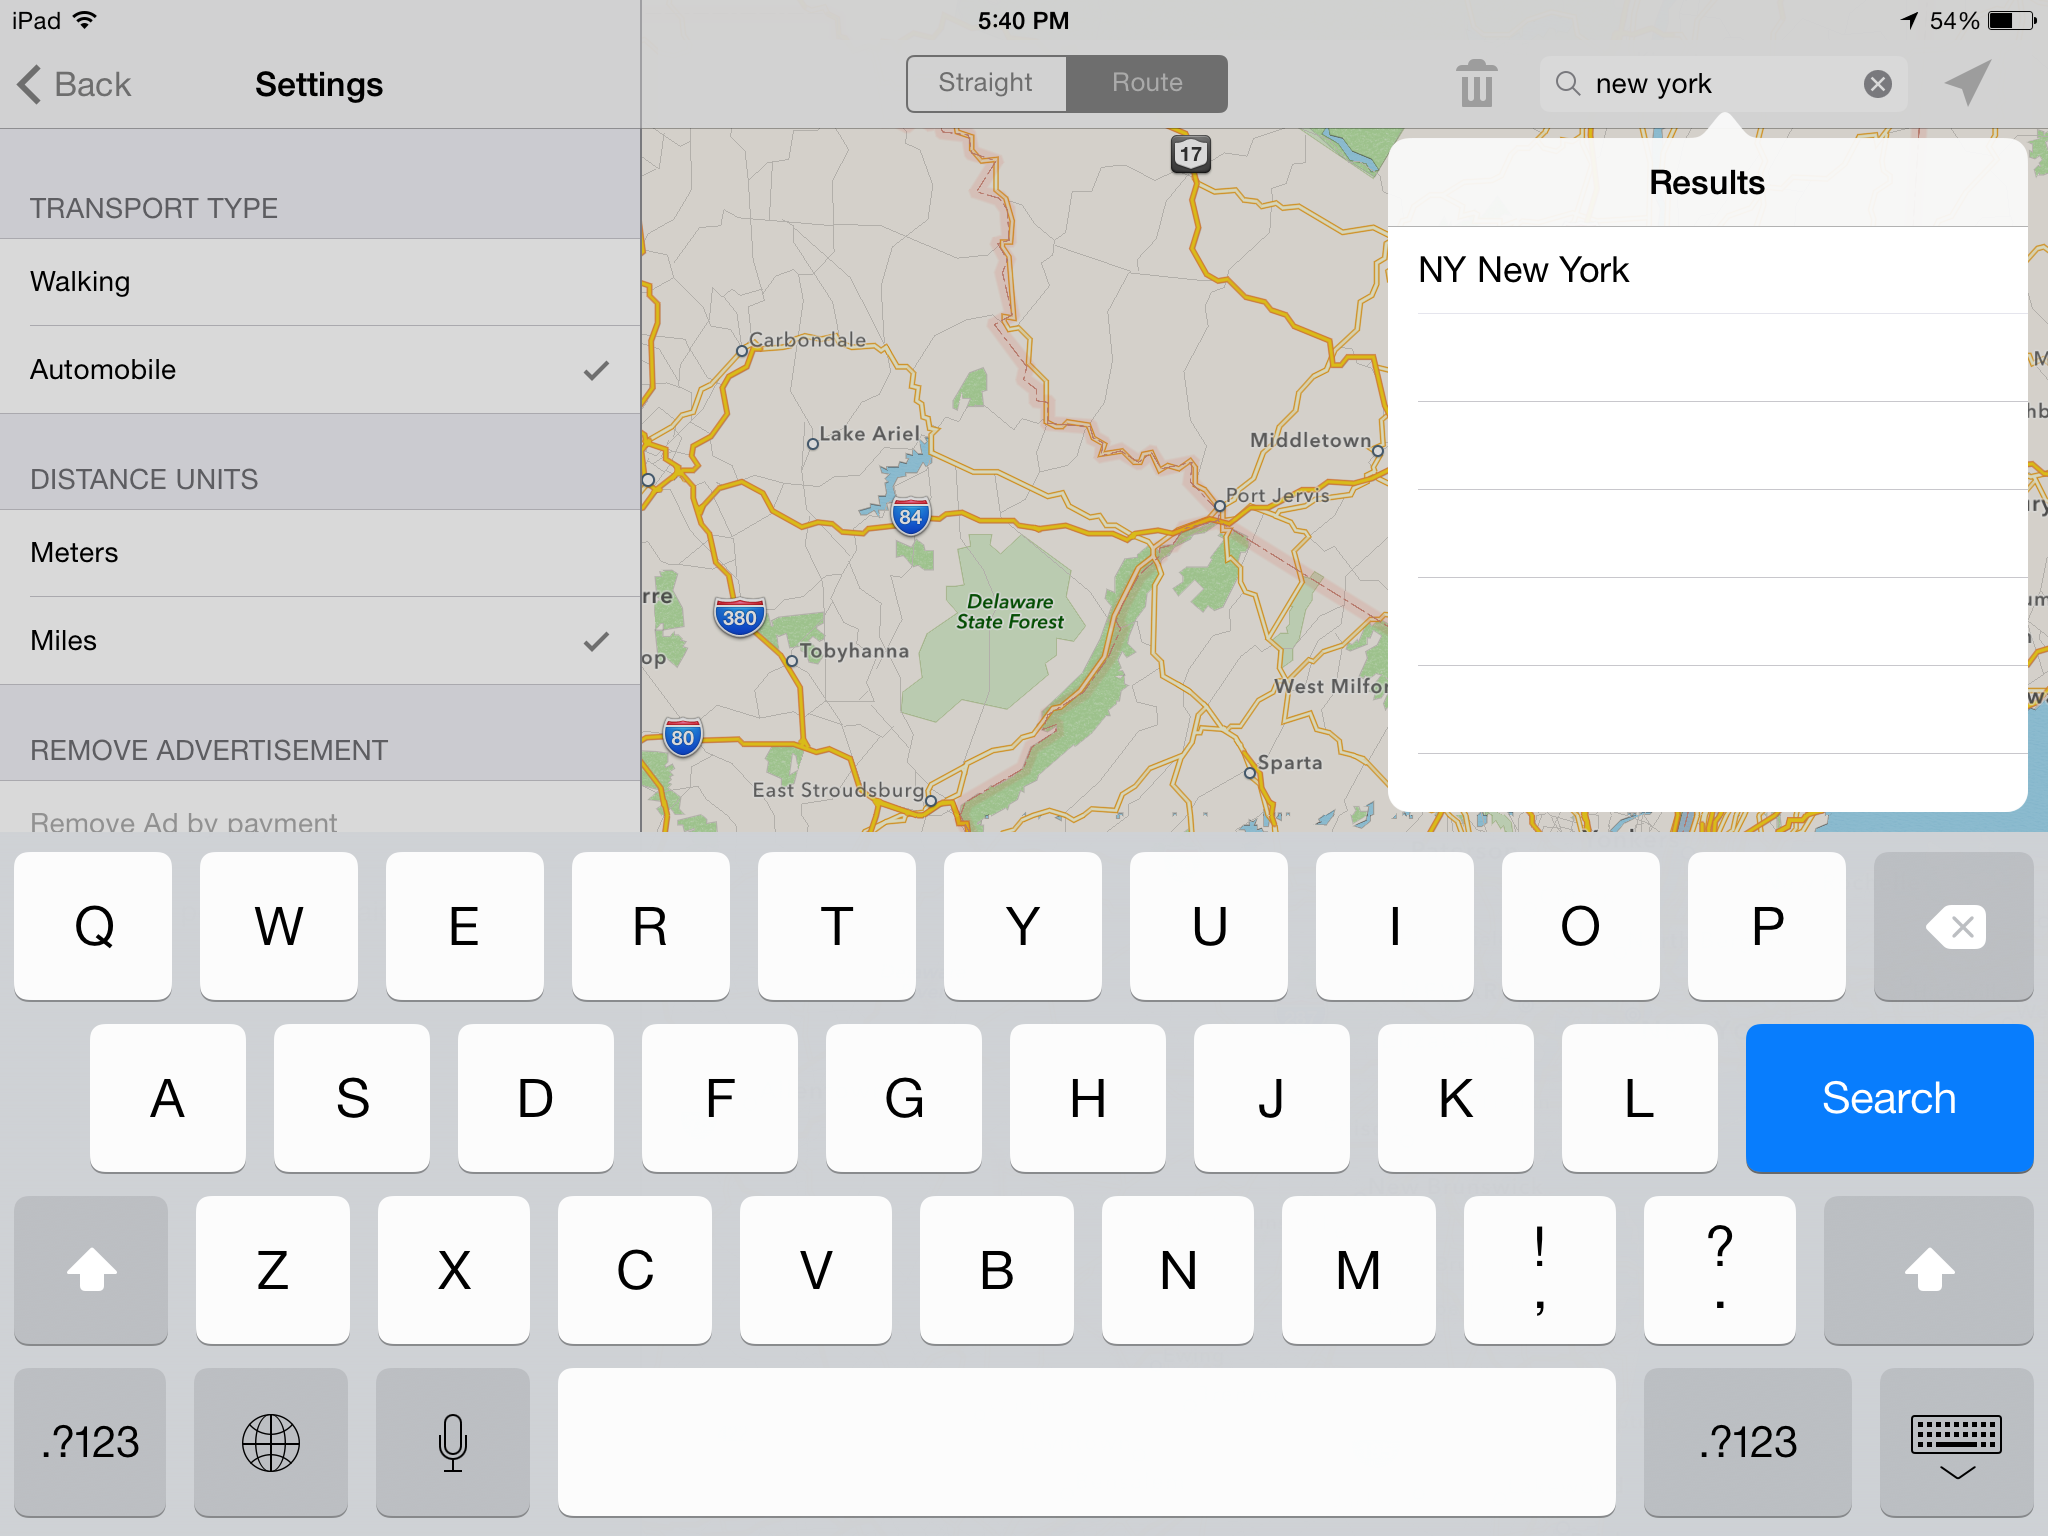 iPad
5:40 PM
54%
Back
Settings
Straight
Route
new york
TRANSPORT TYPE
Walking
Automobile
DISTANCE UNITS
Meters
Miles
REMOVE ADVERTISEMENT
Remove Ad by payment
17
Carbondale
Lake Ariel
Middletown
Port Jervis
84
Delaware
State Forest
rre
380
op
Tobyhanna
West Milfo
80
Sparta
East Stroudsburg
Results
NY New York
Q W E R T Y U I O P
A S D F G H J K L Search
Z X C V B N M ! , ? .
.?123
.?123